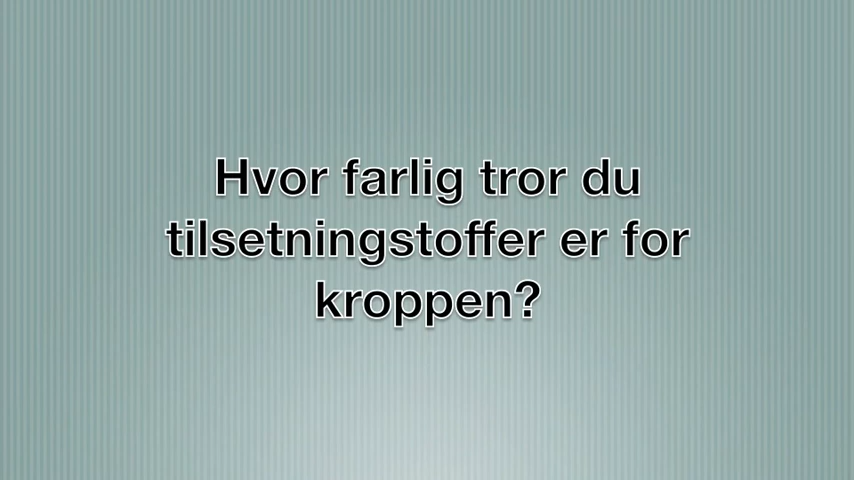 Hvor farlig tror du
tilsetningstoffer er for
kroppen?